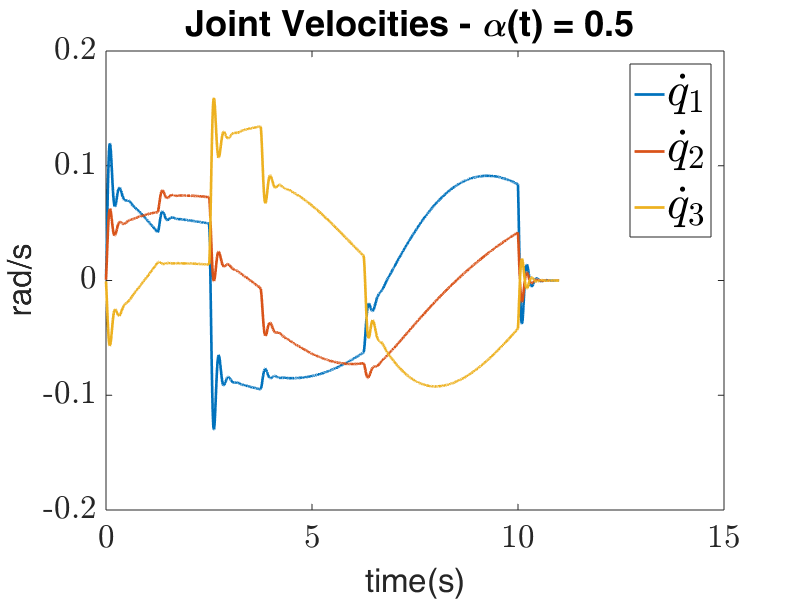 Joint Velocities - α(t) = 0.5
0.2
0.1
0
-0.1
-0.2
rad/s
0
5
10
15
time(s)
q̇₁
q̇₂
q̇₃